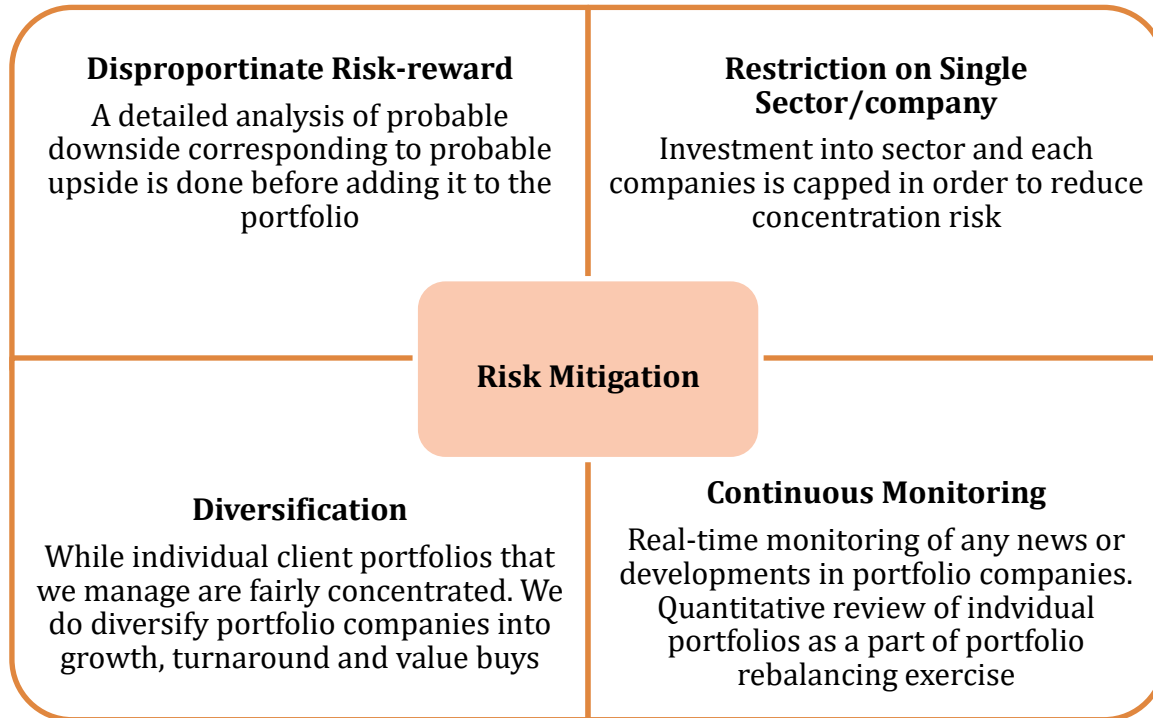 Disproportinate Risk-reward
A detailed analysis of probable
downside corresponding to probable
upside is done before adding it to the
portfolio
Restriction on Single
Sector/company
Investment into sector and each
companies is capped in order to reduce
concentration risk
Risk Mitigation
Diversification
While individual client portfolios that
we manage are fairly concentrated. We
do diversify portfolio companies into
growth, turnaround and value buys
Continuous Monitoring
Real-time monitoring of any news or
developments in portfolio companies.
Quantitative review of indvidual
portfolios as a part of portfolio
rebalancing exercise